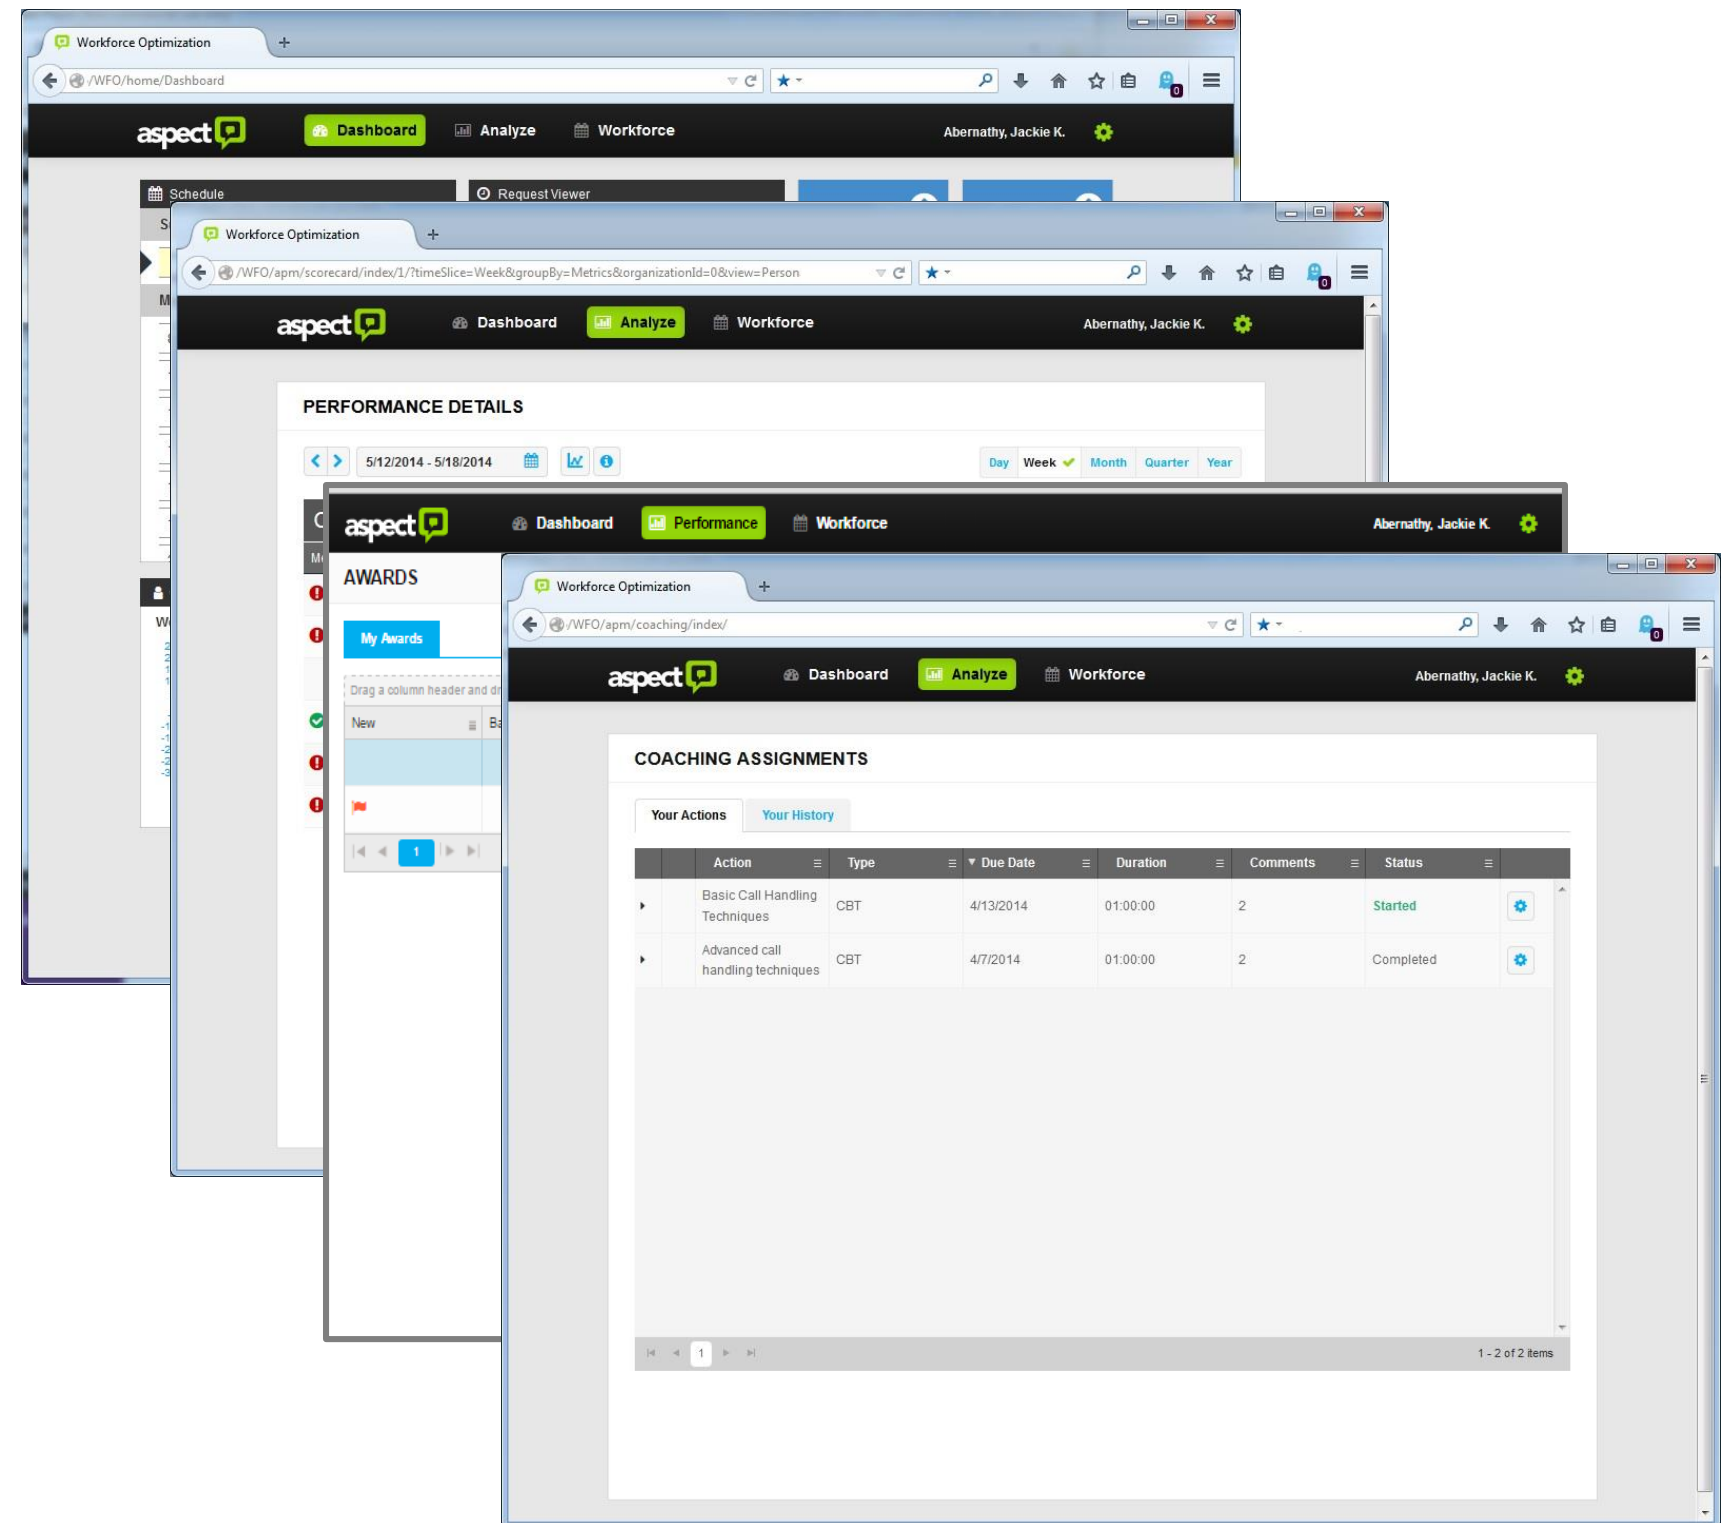 Workforce Optimization
/WFO/home/Dashboard
0
aspect Dashboard Analyze Workforce Abernathy, Jackie K.
Schedule Request Viewer
Workforce Optimization
/WFO/apm/scorecard/index/1/?timeSlice=Week&groupBy=Metrics&organizationId=0&view=Person
0
aspect Dashboard Analyze Workforce Abernathy, Jackie K.
PERFORMANCE DETAILS
5/12/2014 - 5/18/2014 Day Week Month Quarter Year
aspect Dashboard Performance Workforce Abernathy, Jackie K.
AWARDS
My Awards
Drag a column header and dr
New Ba
1
Workforce Optimization
/WFO/apm/coaching/index/
0
aspect Dashboard Analyze Workforce Abernathy, Jackie K.
COACHING ASSIGNMENTS
Your Actions Your History
Action Type Due Date Duration Comments Status
Basic Call Handling
Techniques CBT 4/13/2014 01:00:00 2 Started
Advanced call
handling techniques CBT 4/7/2014 01:00:00 2 Completed
1 1 - 2 of 2 items